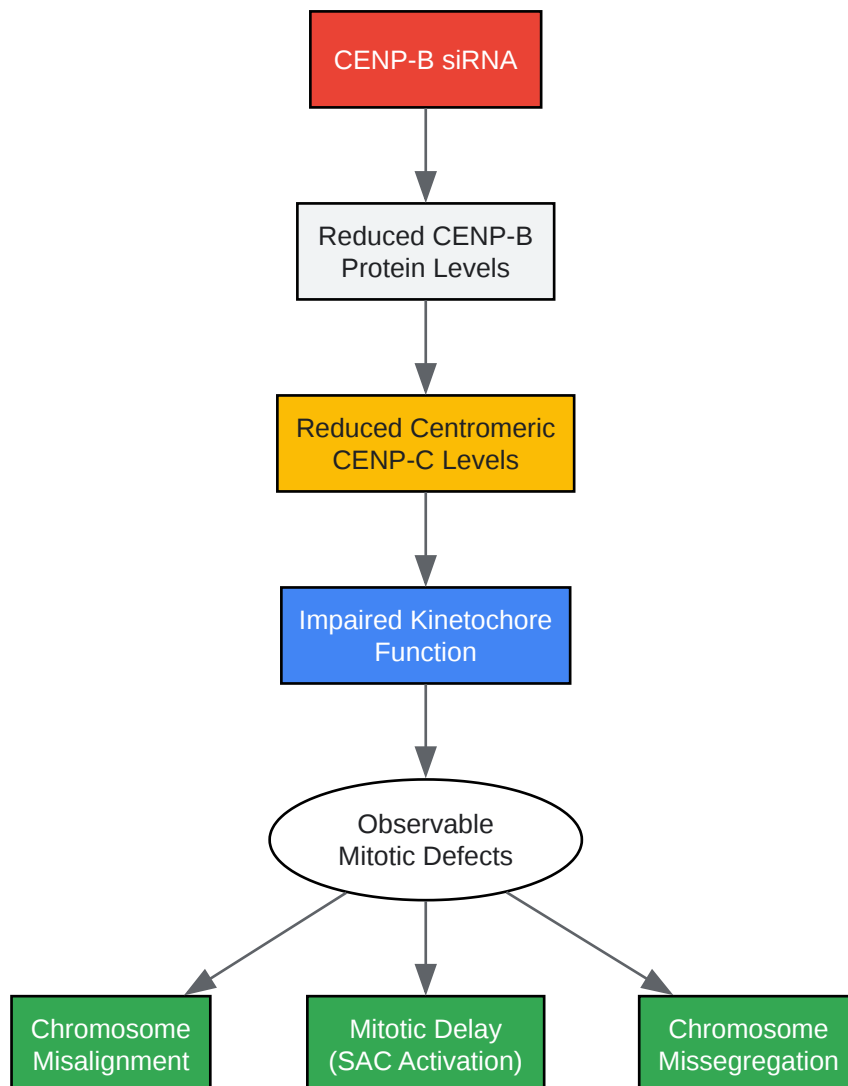 CENP-B siRNA
Reduced CENP-B
Protein Levels
Reduced Centromeric
CENP-C Levels
Impaired Kinetochore
Function
Observable
Mitotic Defects
Chromosome
Misalignment
Mitotic Delay
(SAC Activation)
Chromosome
Missegregation